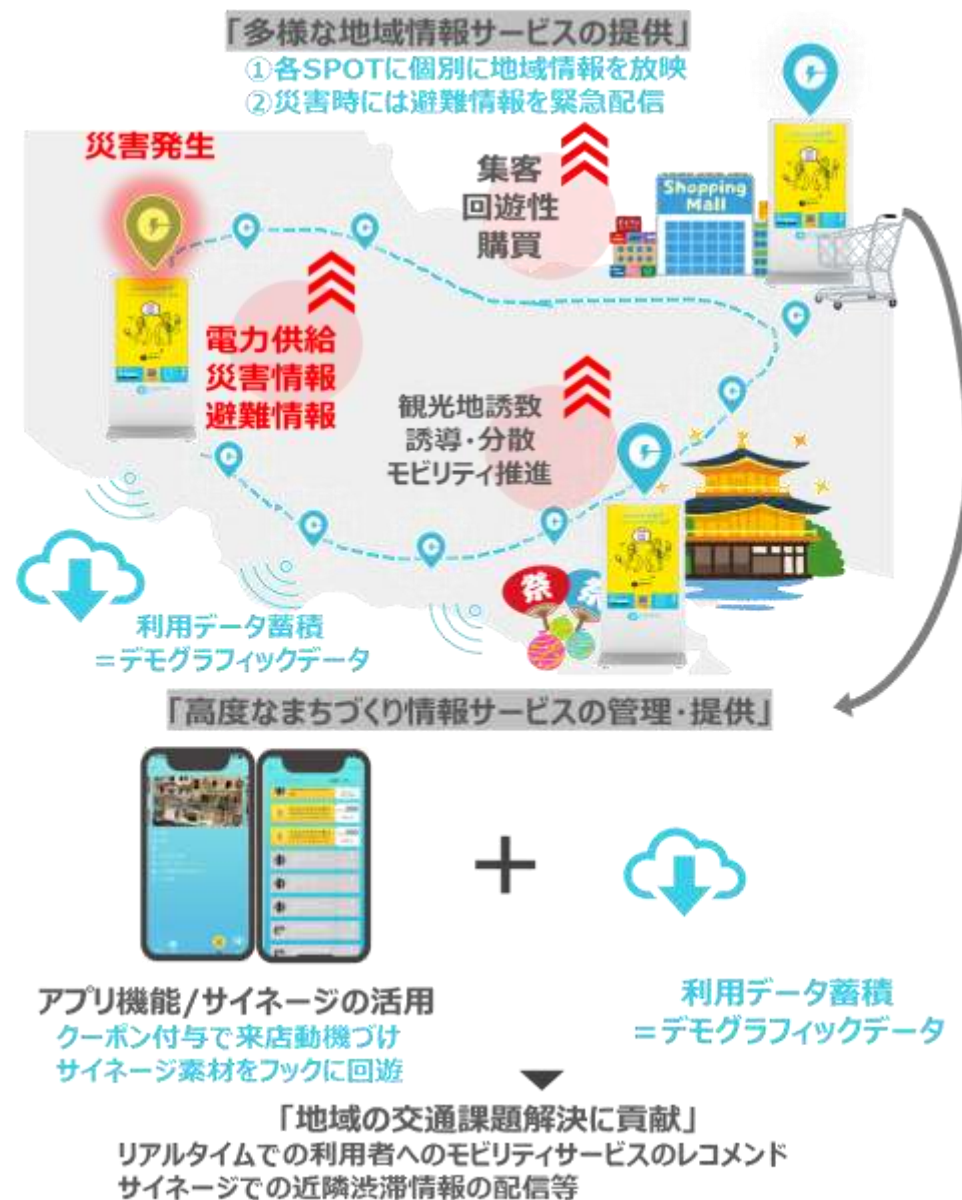 「多様な地域情報サービスの提供」
①各SPOTに個別に地域情報を放映
②災害時には避難情報を緊急配信
災害発生
集客
回遊性
購買
Shopping
Mall
電力供給
災害情報
避難情報
観光地誘致
誘導・分散
モビリティ推進
祭
祭
利用データ蓄積
＝デモグラフィックデータ
「高度なまちづくり情報サービスの管理・提供」
+
アプリ機能/サイネージの活用
クーポン付与で来店動機づけ
サイネージ素材をフックに回遊
利用データ蓄積
＝デモグラフィックデータ
「地域の交通課題解決に貢献」
リアルタイムでの利用者へのモビリティサービスのレコメンド
サイネージでの近隣渋滞情報の配信等